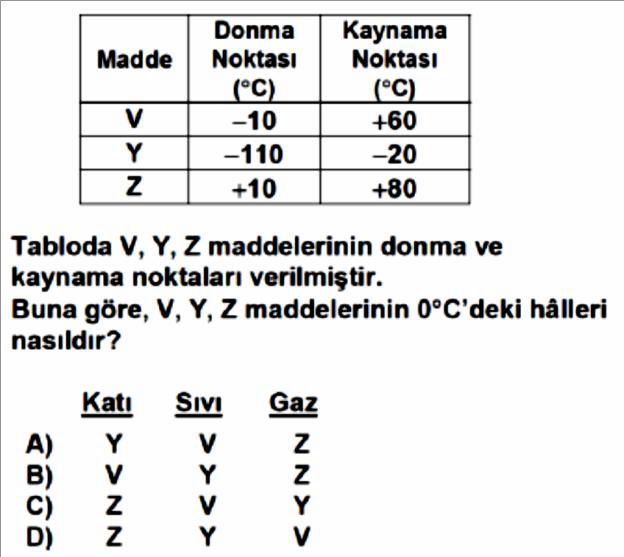 Madde Donma Noktası (°C) Kaynama Noktası (°C)
V –10 +60
Y –110 –20
Z +10 +80
Tabloda V, Y, Z maddelerinin donma ve
kaynama noktaları verilmiştir.
Buna göre, V, Y, Z maddelerinin 0°C'deki hâlleri
nasıldır?
Katı Sıvı Gaz
A) Y V Z
B) V Y Z
C) Z V Y
D) Z Y V